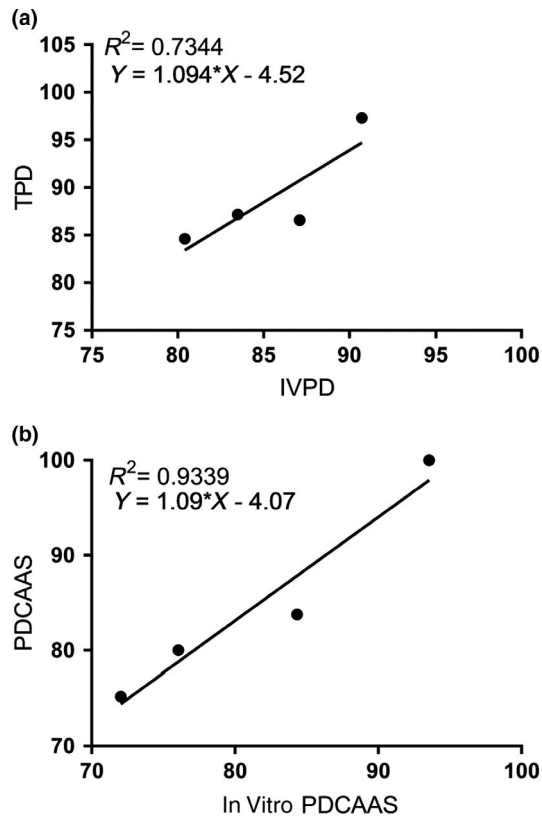 (a)
105
R²= 0.7344
Y = 1.094*X - 4.52
100
95
90
85
80
75
TPD
75 80 85 90 95 100
IVPD
(b)
100
R²= 0.9339
Y = 1.09*X - 4.07
90
80
70
PDCAAS
70 80 90 100
In Vitro PDCAAS